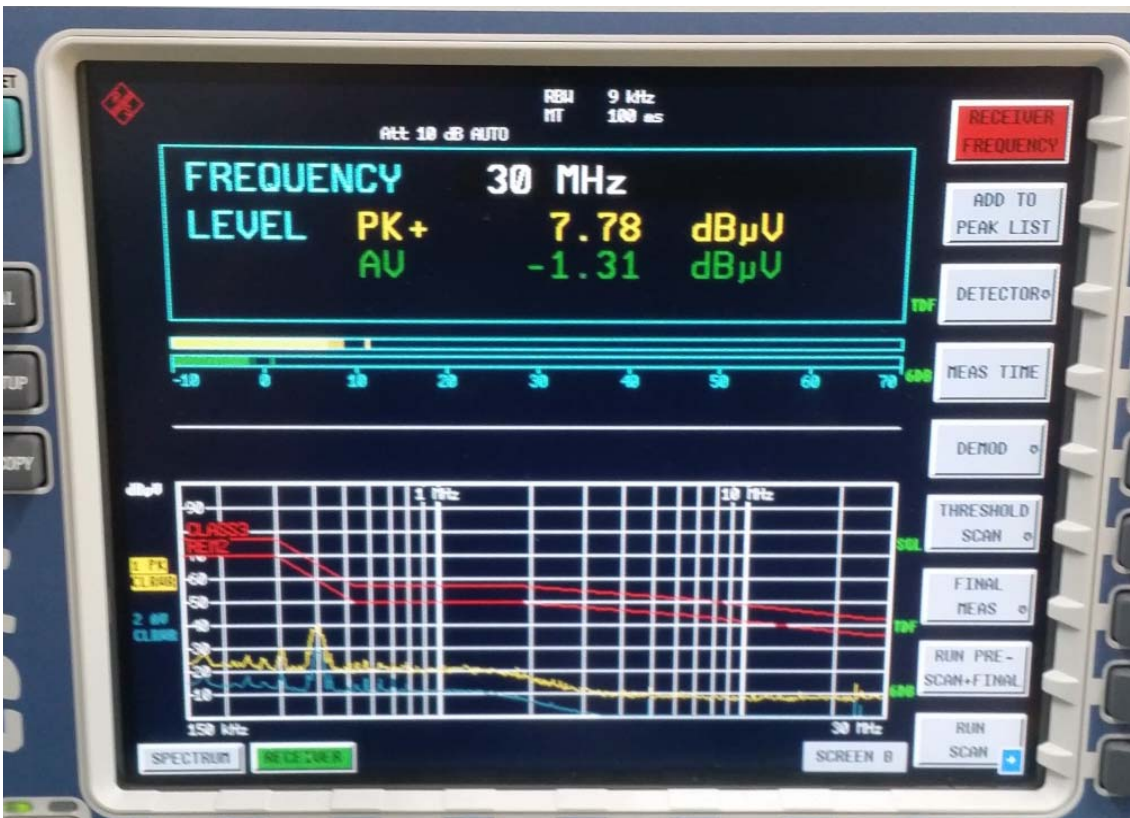 ET
RBW 9 kHz
MT 100 ms
Att 10 dB AUTO
FREQUENCY 30 MHz
LEVEL PK+ 7.78 dBµV
AV -1.31 dBµV
TDF
-10 0 10 20 30 40 50 60 70 6DB
RECEIVER
FREQUENCY
ADD TO
PEAK LIST
DETECTOR
MEAS TIME
DEMOD
THRESHOLD
SCAN
FINAL
MEAS
RUN PRE-
SCAN+FINAL
RUN
SCAN
TUP
COPY
dBµV
1 MHz
10 MHz
90
CLASS3
60
50
40
30
20
10
1 PK
CLRWR
2 AV
CLRWR
SGL
TDF
6DB
150 kHz
30 MHz
SPECTRUM
RECEIVER
SCREEN B